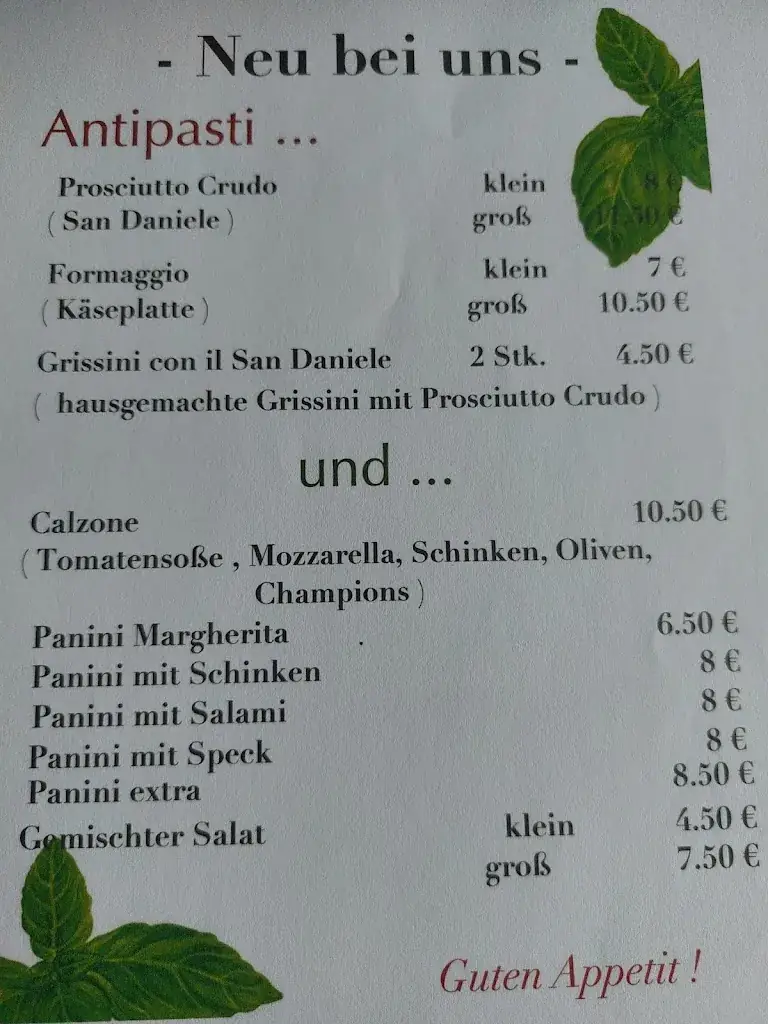 - Neu bei uns -
Antipasti ...
Prosciutto Crudo klein 8 €
( San Daniele ) groß 11.50 €
Formaggio klein 7 €
( Käseplatte ) groß 10.50 €
Grissini con il San Daniele 2 Stk. 4.50 €
( hausgemachte Grissini mit Prosciutto Crudo )
und ...
Calzone 10.50 €
( Tomatensoße , Mozzarella, Schinken, Oliven,
Champions )
Panini Margherita 6.50 €
Panini mit Schinken 8 €
Panini mit Salami 8 €
Panini mit Speck 8 €
Panini extra 8.50 €
Gemischter Salat klein 4.50 €
groß 7.50 €
Guten Appetit !